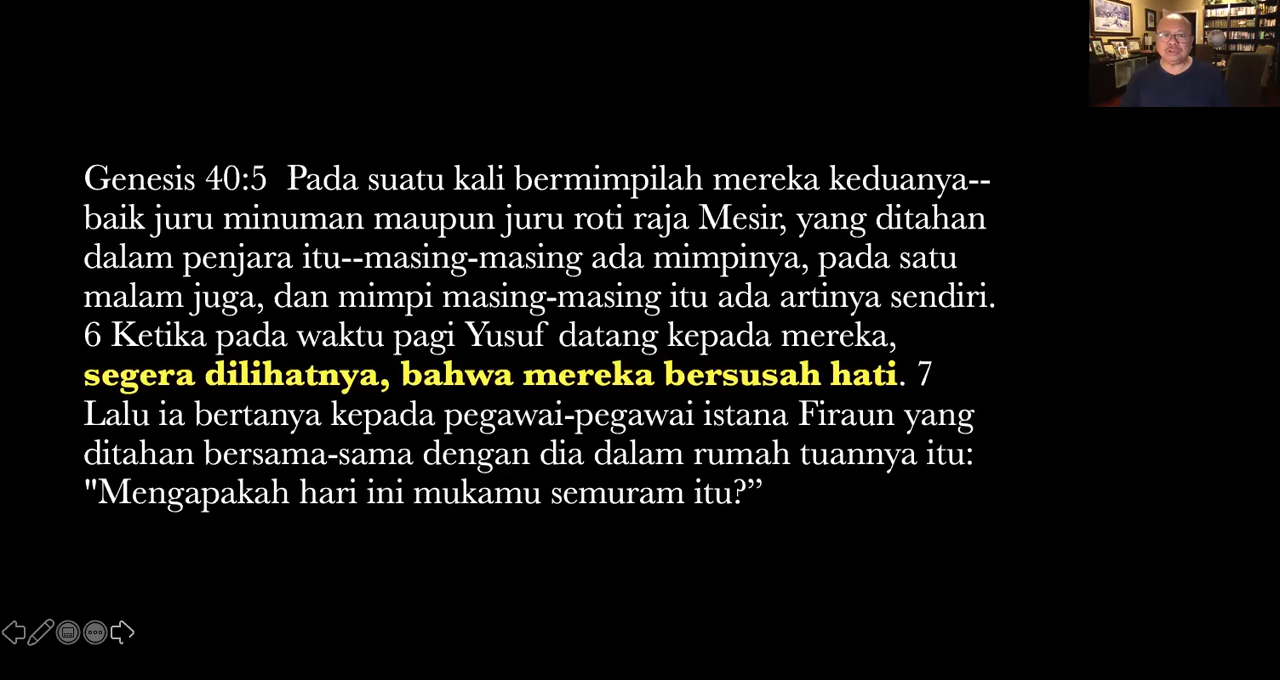 Genesis 40:5  Pada suatu kali bermimpilah mereka keduanya--
baik juru minuman maupun juru roti raja Mesir, yang ditahan
dalam penjara itu--masing-masing ada mimpinya, pada satu
malam juga, dan mimpi masing-masing itu ada artinya sendiri.
6 Ketika pada waktu pagi Yusuf datang kepada mereka,
segera dilihatnya, bahwa mereka bersusah hati. 7
Lalu ia bertanya kepada pegawai-pegawai istana Firaun yang
ditahan bersama-sama dengan dia dalam rumah tuannya itu:
"Mengapakah hari ini mukamu semuram itu?”